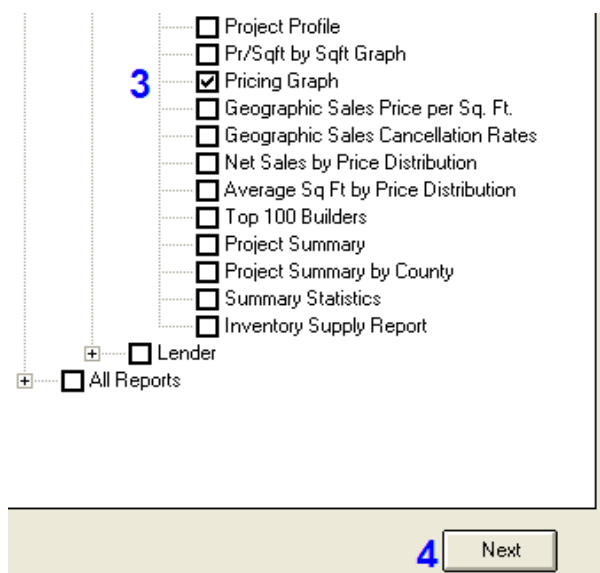 Project Profile
Pr/Sqft by Sqft Graph
3 Pricing Graph
Geographic Sales Price per Sq. Ft.
Geographic Sales Cancellation Rates
Net Sales by Price Distribution
Average Sq Ft by Price Distribution
Top 100 Builders
Project Summary
Project Summary by County
Summary Statistics
Inventory Supply Report
Lender
All Reports
4 Next